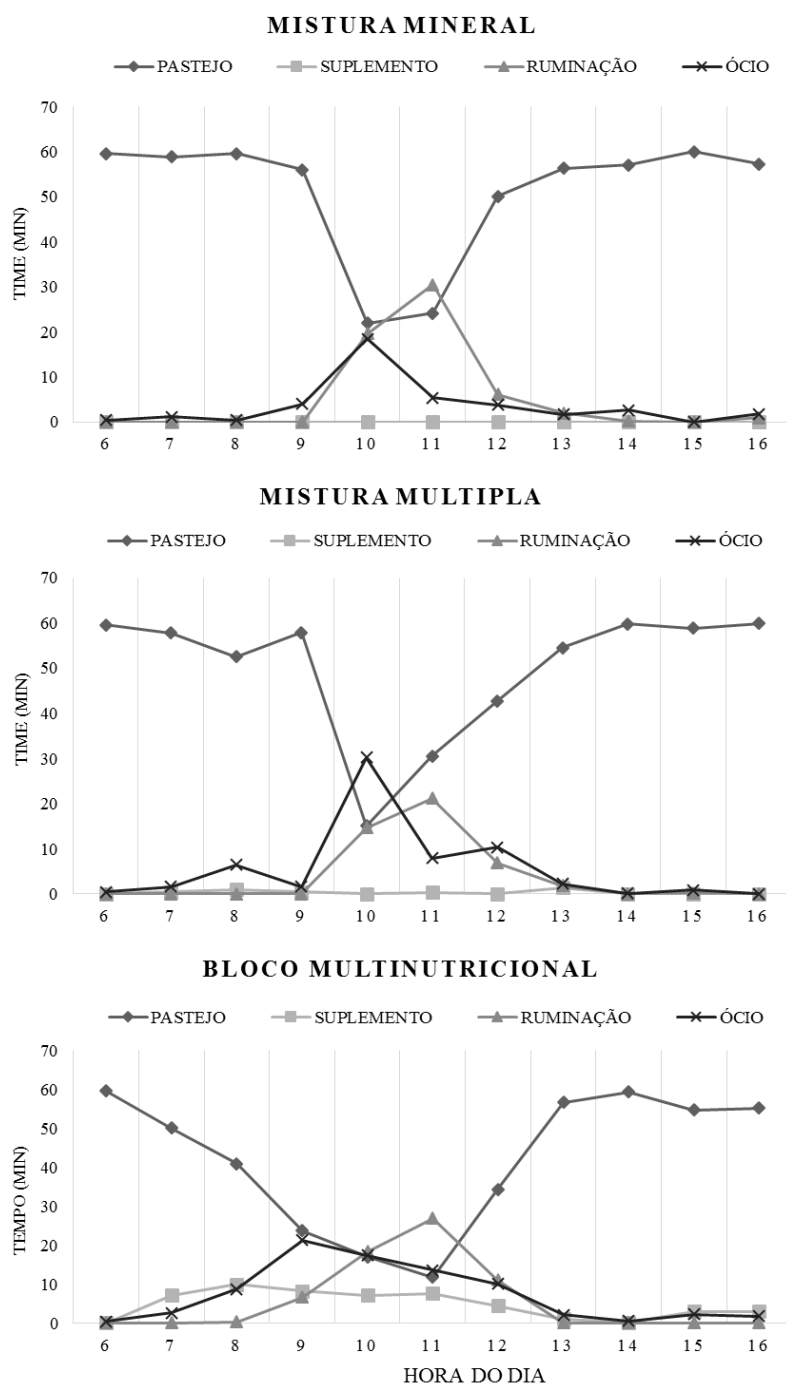 MISTURA MINERAL
PASTEJO SUPLEMENTO RUMINAÇÃO ÓCIO
TIME (MIN)
70
60
50
40
30
20
10
0
6 7 8 9 10 11 12 13 14 15 16
MISTURA MULTIPLA
PASTEJO SUPLEMENTO RUMINAÇÃO ÓCIO
TIME (MIN)
70
60
50
40
30
20
10
0
6 7 8 9 10 11 12 13 14 15 16
BLOCO MULTINUTRICIONAL
PASTEJO SUPLEMENTO RUMINAÇÃO ÓCIO
TEMPO (MIN)
70
60
50
40
30
20
10
0
6 7 8 9 10 11 12 13 14 15 16
HORA DO DIA